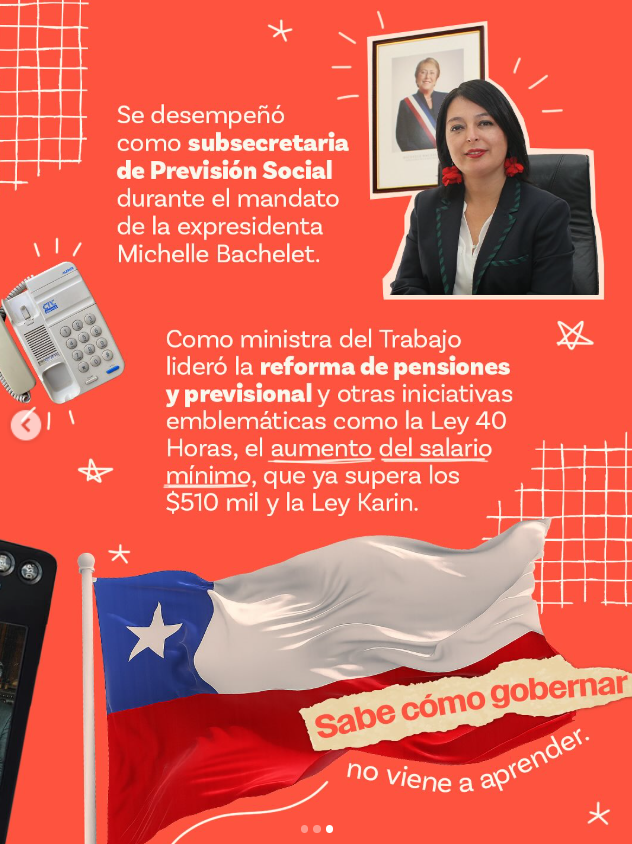 Se desempeñó
como subsecretaria
de Previsión Social
durante el mandato
de la expresidenta
Michelle Bachelet.
CTC
Como ministra del Trabajo
lideró la reforma de pensiones
y previsional y otras iniciativas
emblemáticas como la Ley 40
Horas, el aumento del salario
mínimo, que ya supera los
$510 mil y la Ley Karin.
Sabe cómo gobernar
no viene a aprender.